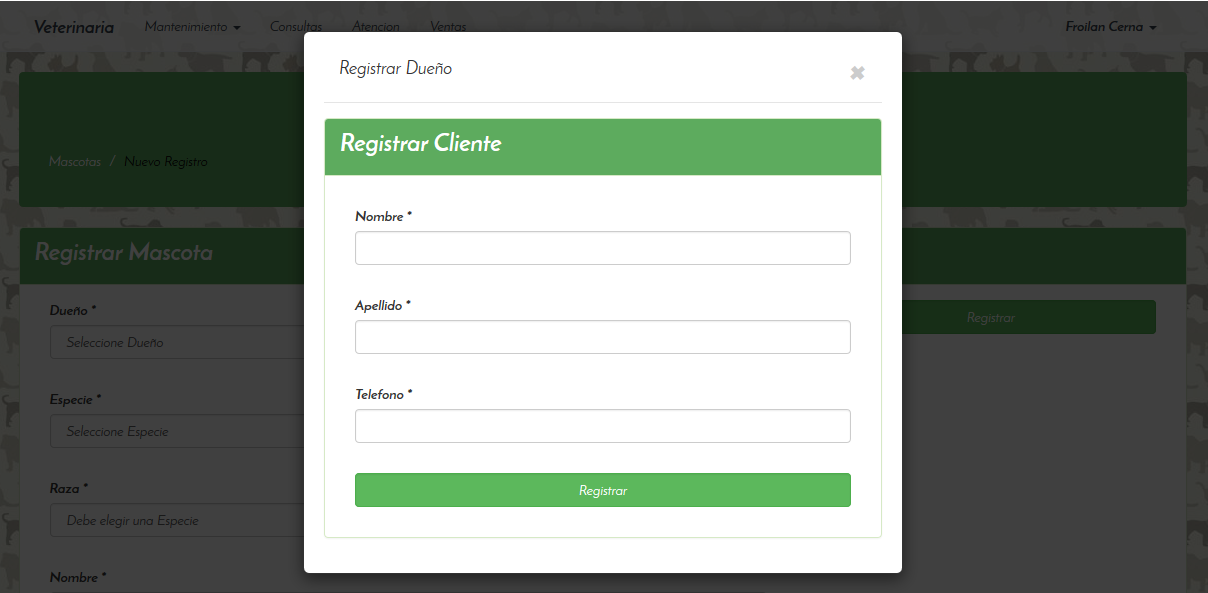 Veterinaria Mantenimiento Consultas Atencion Ventas Froilan Cerna
Registrar Dueño
Registrar Cliente
Nombre *
Apellido *
Telefono *
Registrar
Mascotas / Nuevo Registro
Registrar Mascota
Dueño *
Seleccione Dueño
Especie *
Seleccione Especie
Raza *
Debe elegir una Especie
Nombre *
Registrar